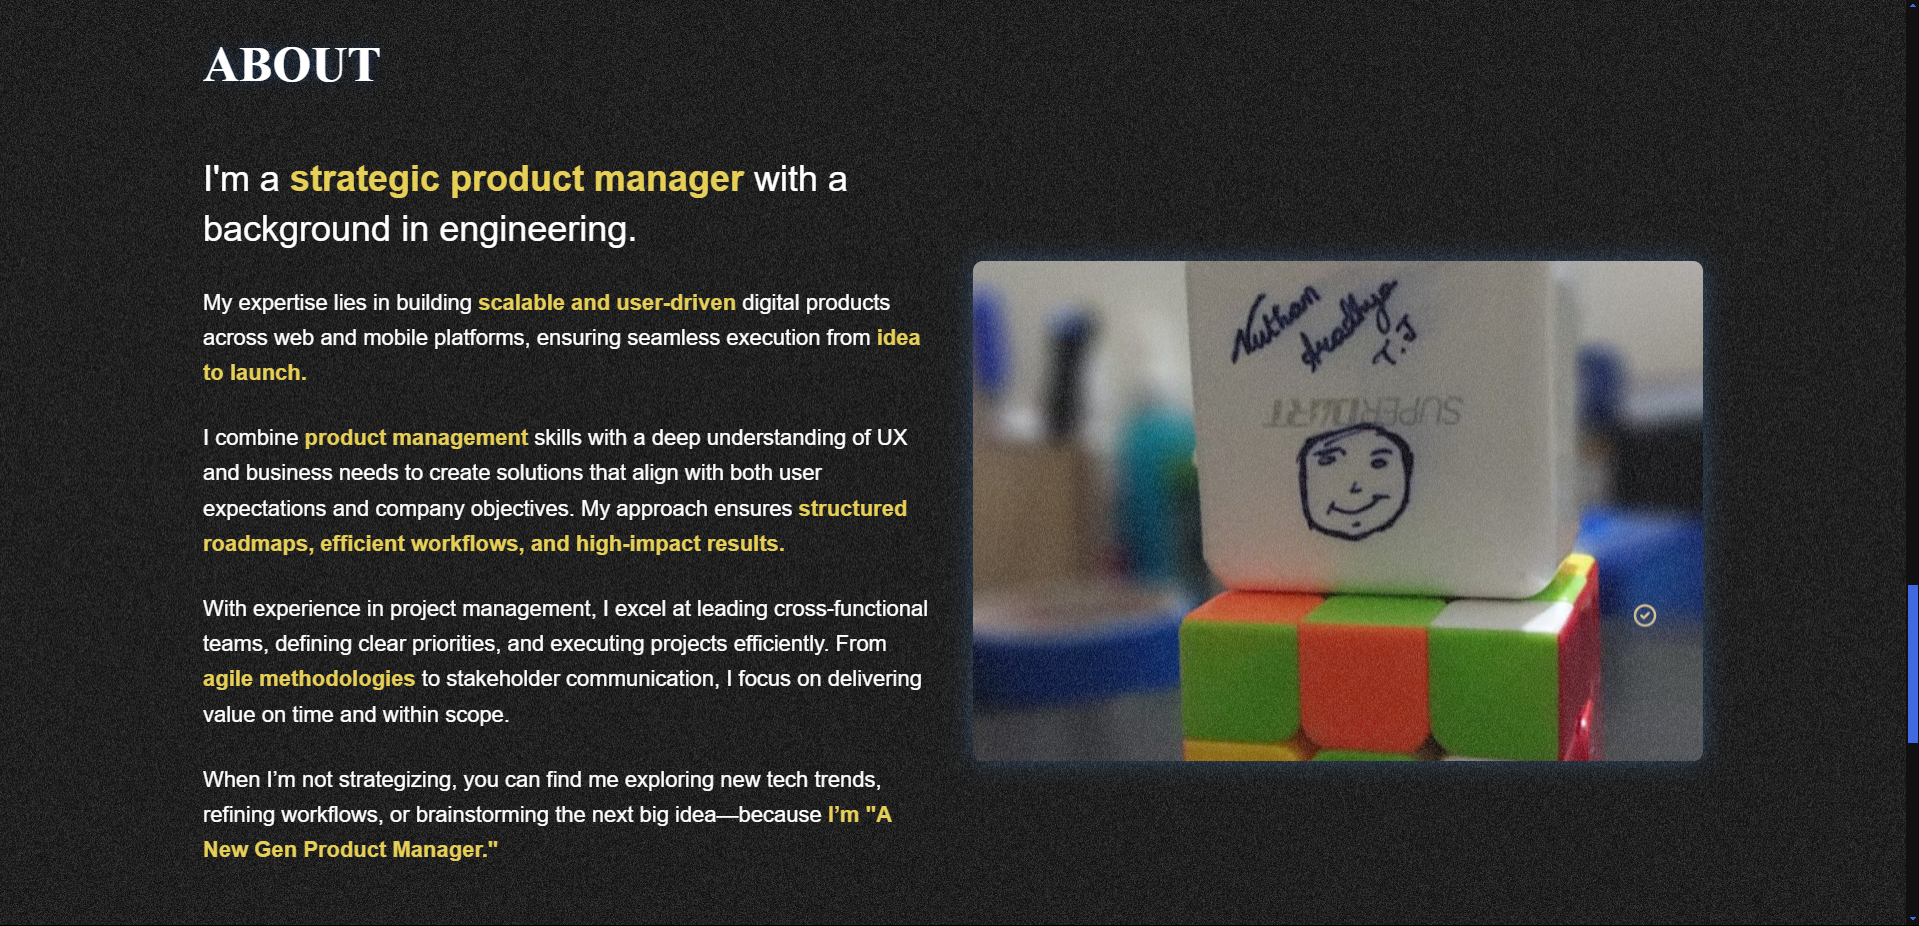 ABOUT
I'm a strategic product manager with a
background in engineering.
My expertise lies in building scalable and user-driven digital products
across web and mobile platforms, ensuring seamless execution from idea
to launch.
I combine product management skills with a deep understanding of UX
and business needs to create solutions that align with both user
expectations and company objectives. My approach ensures structured
roadmaps, efficient workflows, and high-impact results.
With experience in project management, I excel at leading cross-functional
teams, defining clear priorities, and executing projects efficiently. From
agile methodologies to stakeholder communication, I focus on delivering
value on time and within scope.
When I’m not strategizing, you can find me exploring new tech trends,
refining workflows, or brainstorming the next big idea—because I’m "A
New Gen Product Manager."
Nuthan
Aradhya
T.J